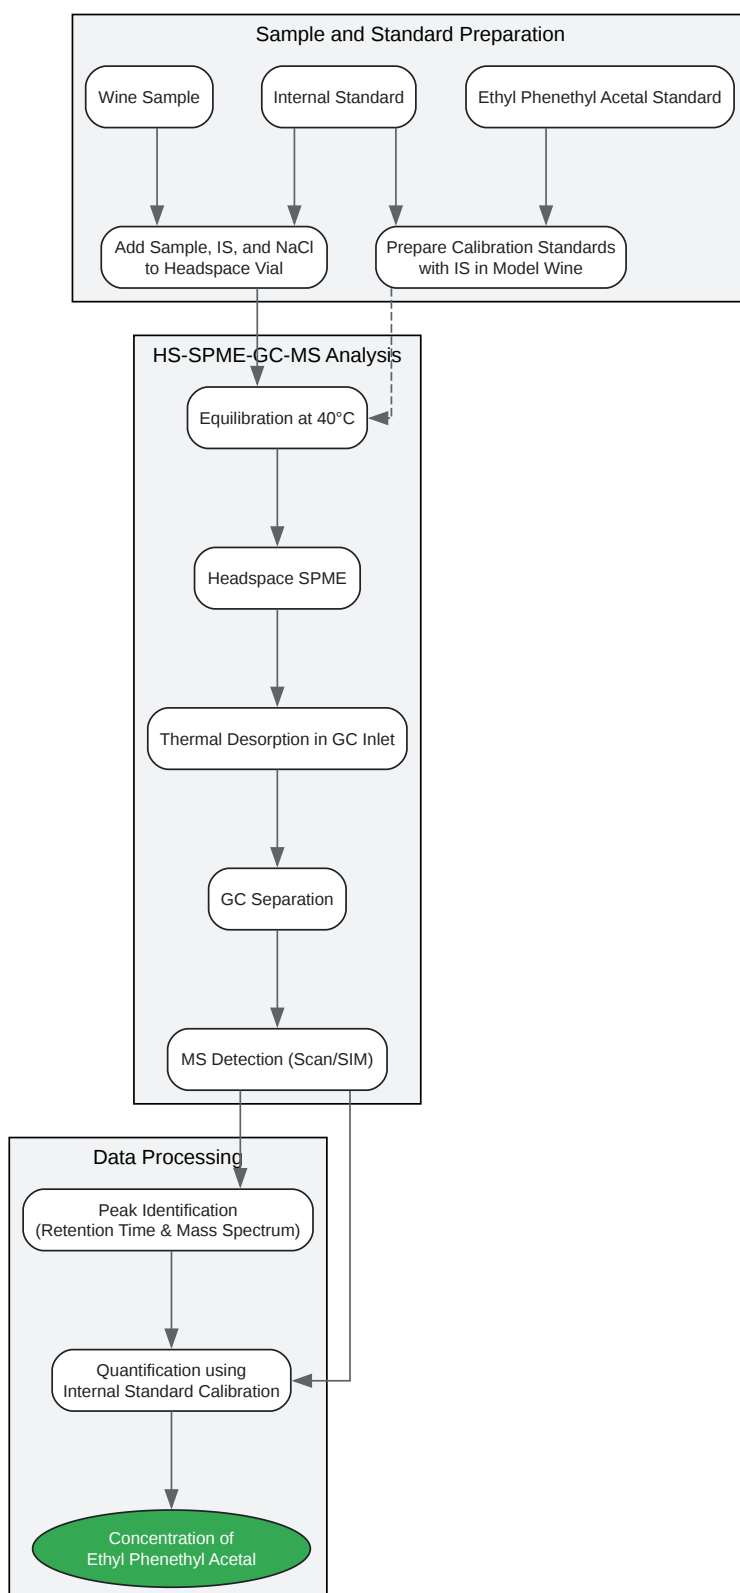 Sample and Standard Preparation
Wine Sample
Internal Standard
Ethyl Phenethyl Acetal Standard
Add Sample, IS, and NaCl
to Headspace Vial
Prepare Calibration Standards
with IS in Model Wine
HS-SPME-GC-MS Analysis
Equilibration at 40°C
Headspace SPME
Thermal Desorption in GC Inlet
GC Separation
MS Detection (Scan/SIM)
Data Processing
Peak Identification
(Retention Time & Mass Spectrum)
Quantification using
Internal Standard Calibration
Concentration of
Ethyl Phenethyl Acetal